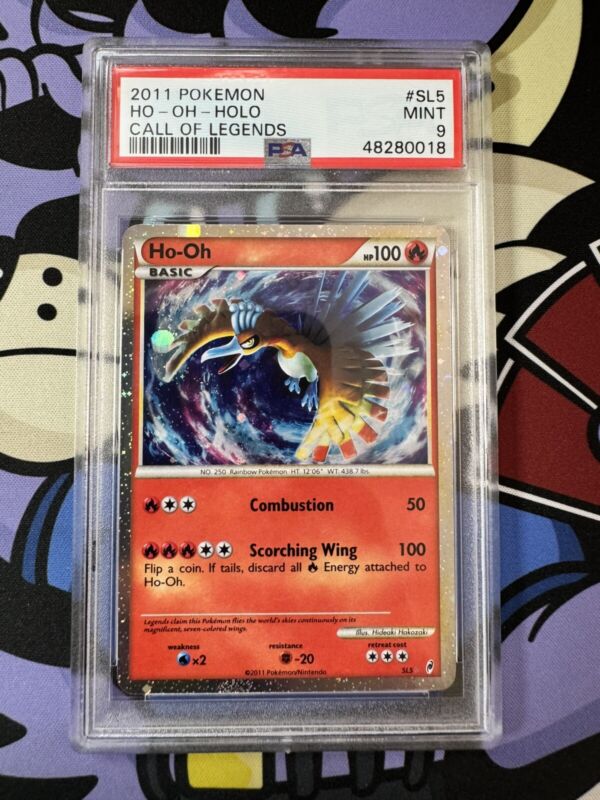 2011 POKEMON #SL5
HO-OH-HOLO MINT
CALL OF LEGENDS 9
PSA 48280018
Ho-Oh HP100
BASIC
NO. 250 Rainbow Pokémon HT. 12'06" WT. 438.7 lbs.
Combustion 50
Scorching Wing 100
Flip a coin. If tails, discard all Energy attached to
Ho-Oh.
Legends claim this Pokémon flies the world's skies continuously on its
magnificent, seven-colored wings.
Illus. Hideaki Hakozaki
weakness resistance retreat cost
x2 -20
©2011 Pokémon/Nintendo SL5